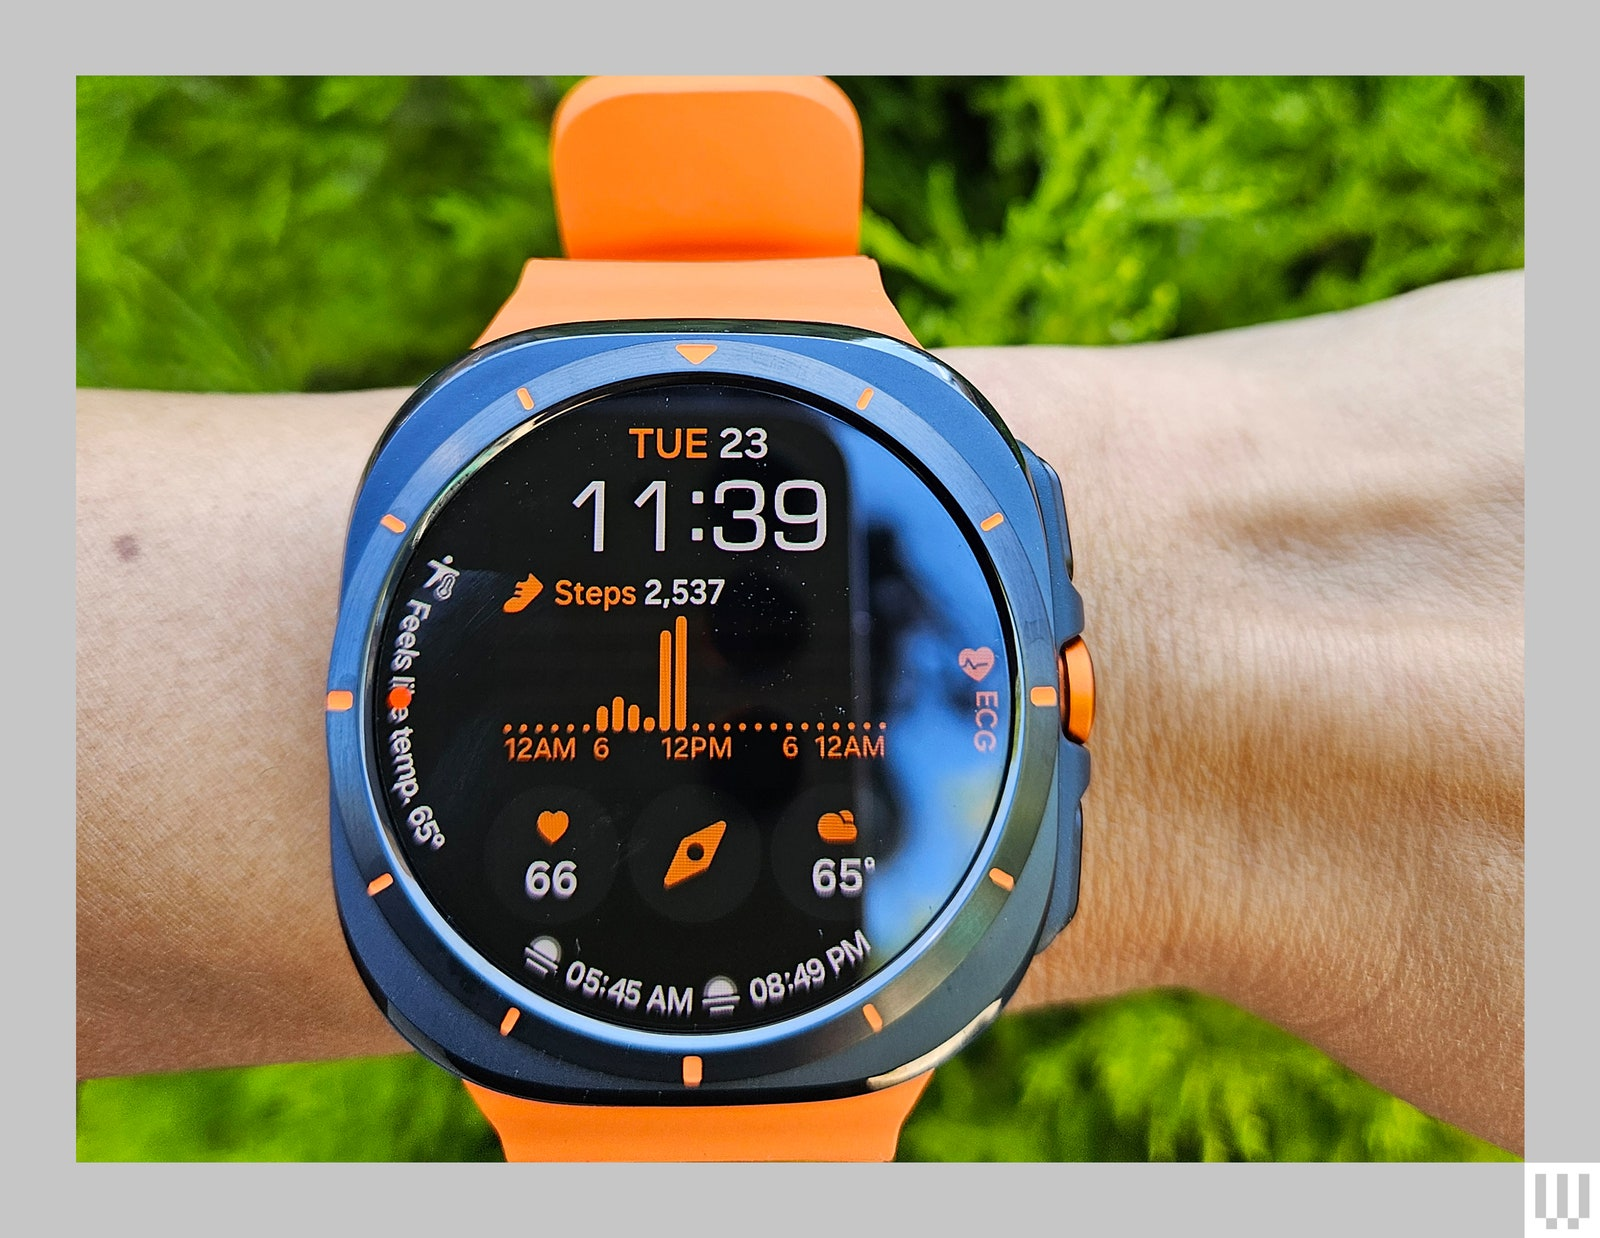 TUE 23
11:39
Steps 2,537
12AM 6 12PM 6 12AM
Feels like temp. 65°
ECG
66
65°
05:45 AM 08:49 PM
W